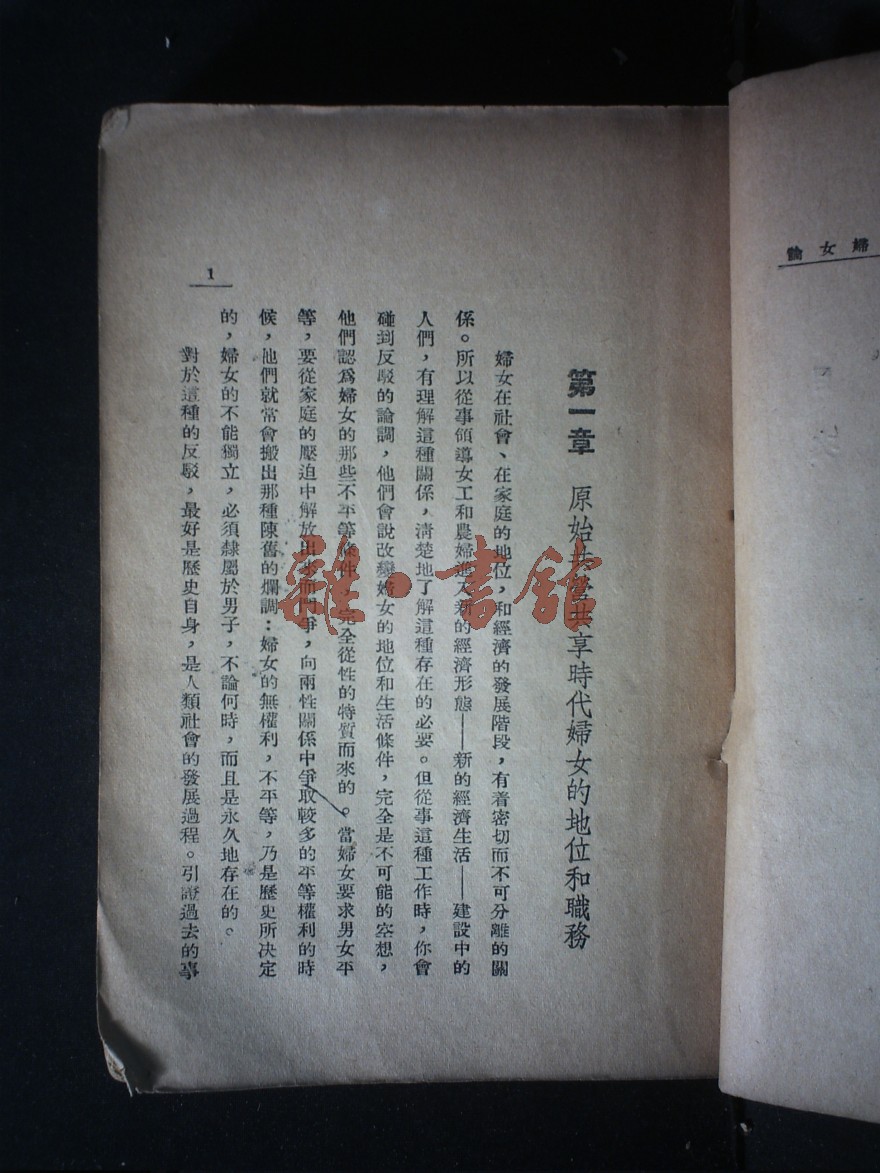 婦女論
第一章 原始共營共享時代婦女的地位和職務
婦女在社會、在家庭的地位，和經濟的發展階段，有着密切而不可分離的關
係。所以從事領導女工和農婦進入新的經濟形態——新的經濟生活——建設中的
人們，有理解這種關係，清楚地了解這種存在的必要。但從事這種工作時，你會
碰到反駁的論調，他們會說改變婦女的地位和生活條件，完全是不可能的空想，
他們認爲婦女的那些不平等條件，完全從性的特質而來的。當婦女要求男女平
等，要從家庭的壓迫中解放出來而鬥爭，向兩性關係中爭取較多的平等權利的時
候，他們就常會搬出那種陳舊的爛調：婦女的無權利，不平等，乃是歷史所決定
的，婦女的不能獨立，必須隸屬於男子，不論何時，而且是永久地存在的。
對於這種的反駁，最好是歷史自身，是人類社會的發展過程。引證過去的事
1
雜·書館